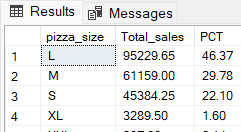 Results Messages
pizza_size Total_sales PCT
1 L 95229.65 46.37
2 M 61159.00 29.78
3 S 45384.25 22.10
4 XL 3289.50 1.60